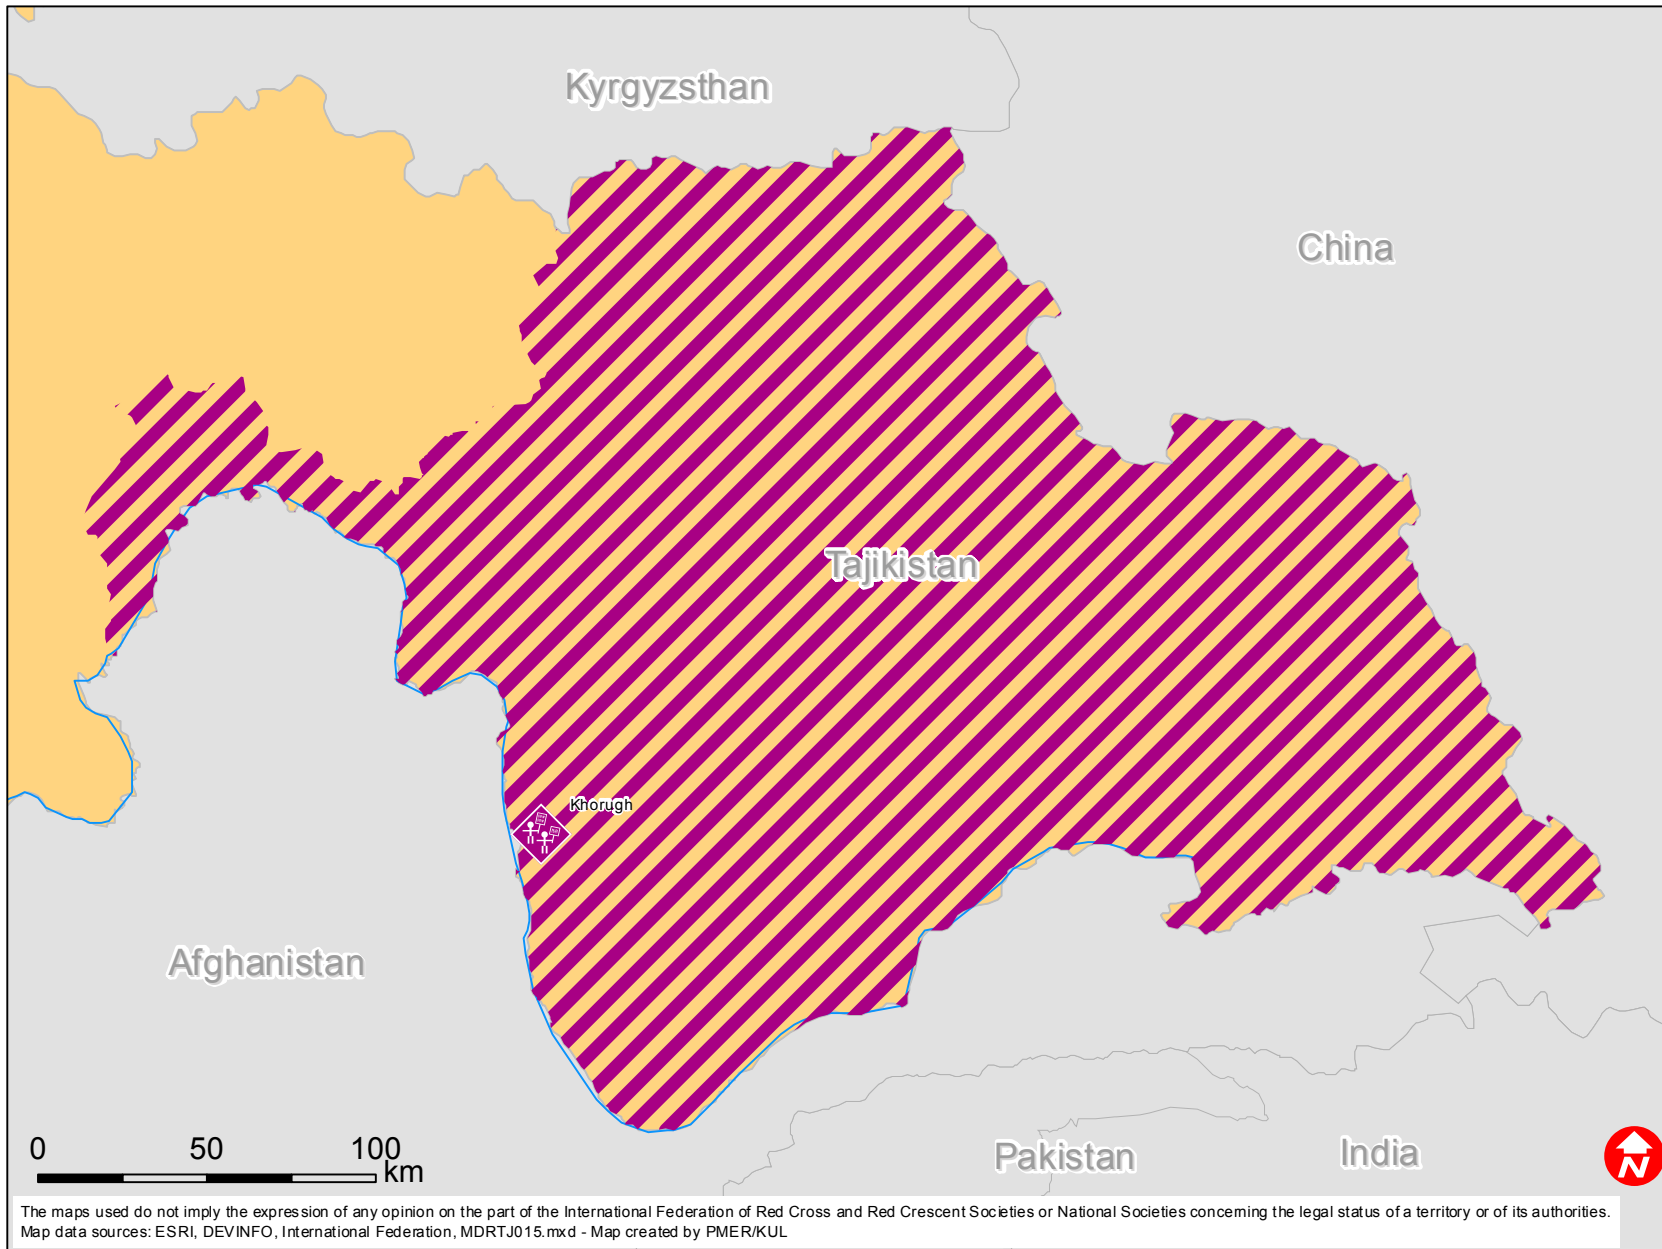 Kyrgyzsthan
China
Tajikistan
Khorugh
Afghanistan
0 50 100
km
Pakistan
India
N
The maps used do not imply the expression of any opinion on the part of the International Federation of Red Cross and Red Crescent Societies or National Societies concerning the legal status of a territory or of its authorities.
Map data sources: ESRI, DEVINFO, International Federation, MDRTJ015.mxd - Map created by PMER/KUL